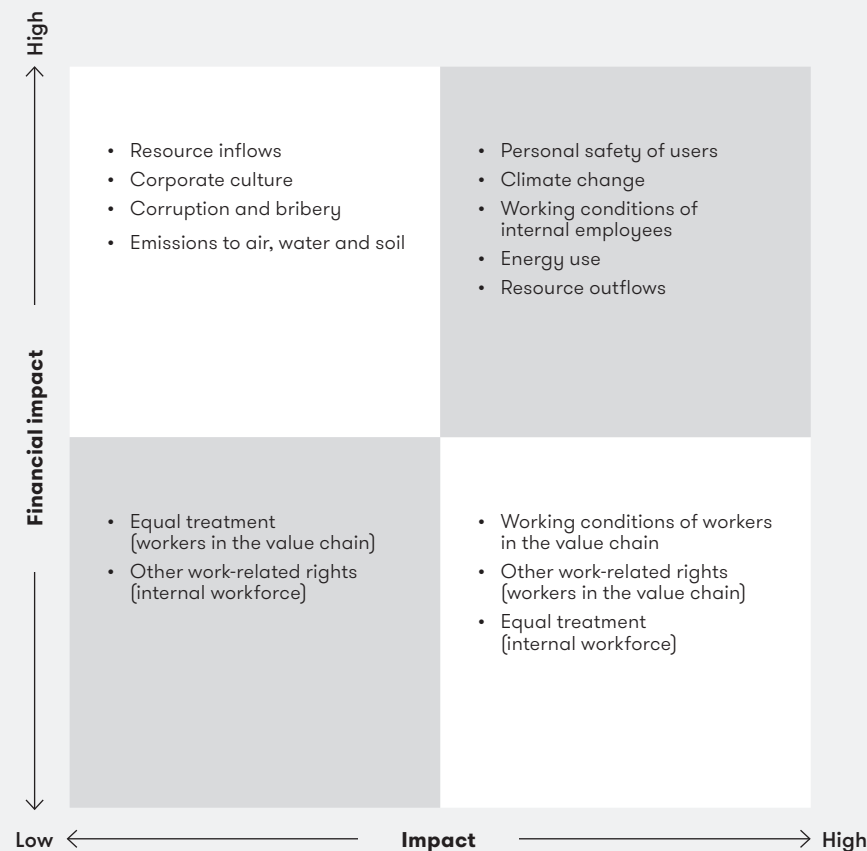 High
Financial impact
• Resource inflows
• Corporate culture
• Corruption and bribery
• Emissions to air, water and soil
• Personal safety of users
• Climate change
• Working conditions of
internal employees
• Energy use
• Resource outflows
• Equal treatment
(workers in the value chain)
• Other work-related rights
(internal workforce)
• Working conditions of workers
in the value chain
• Other work-related rights
(workers in the value chain)
• Equal treatment
(internal workforce)
Low
Impact
High